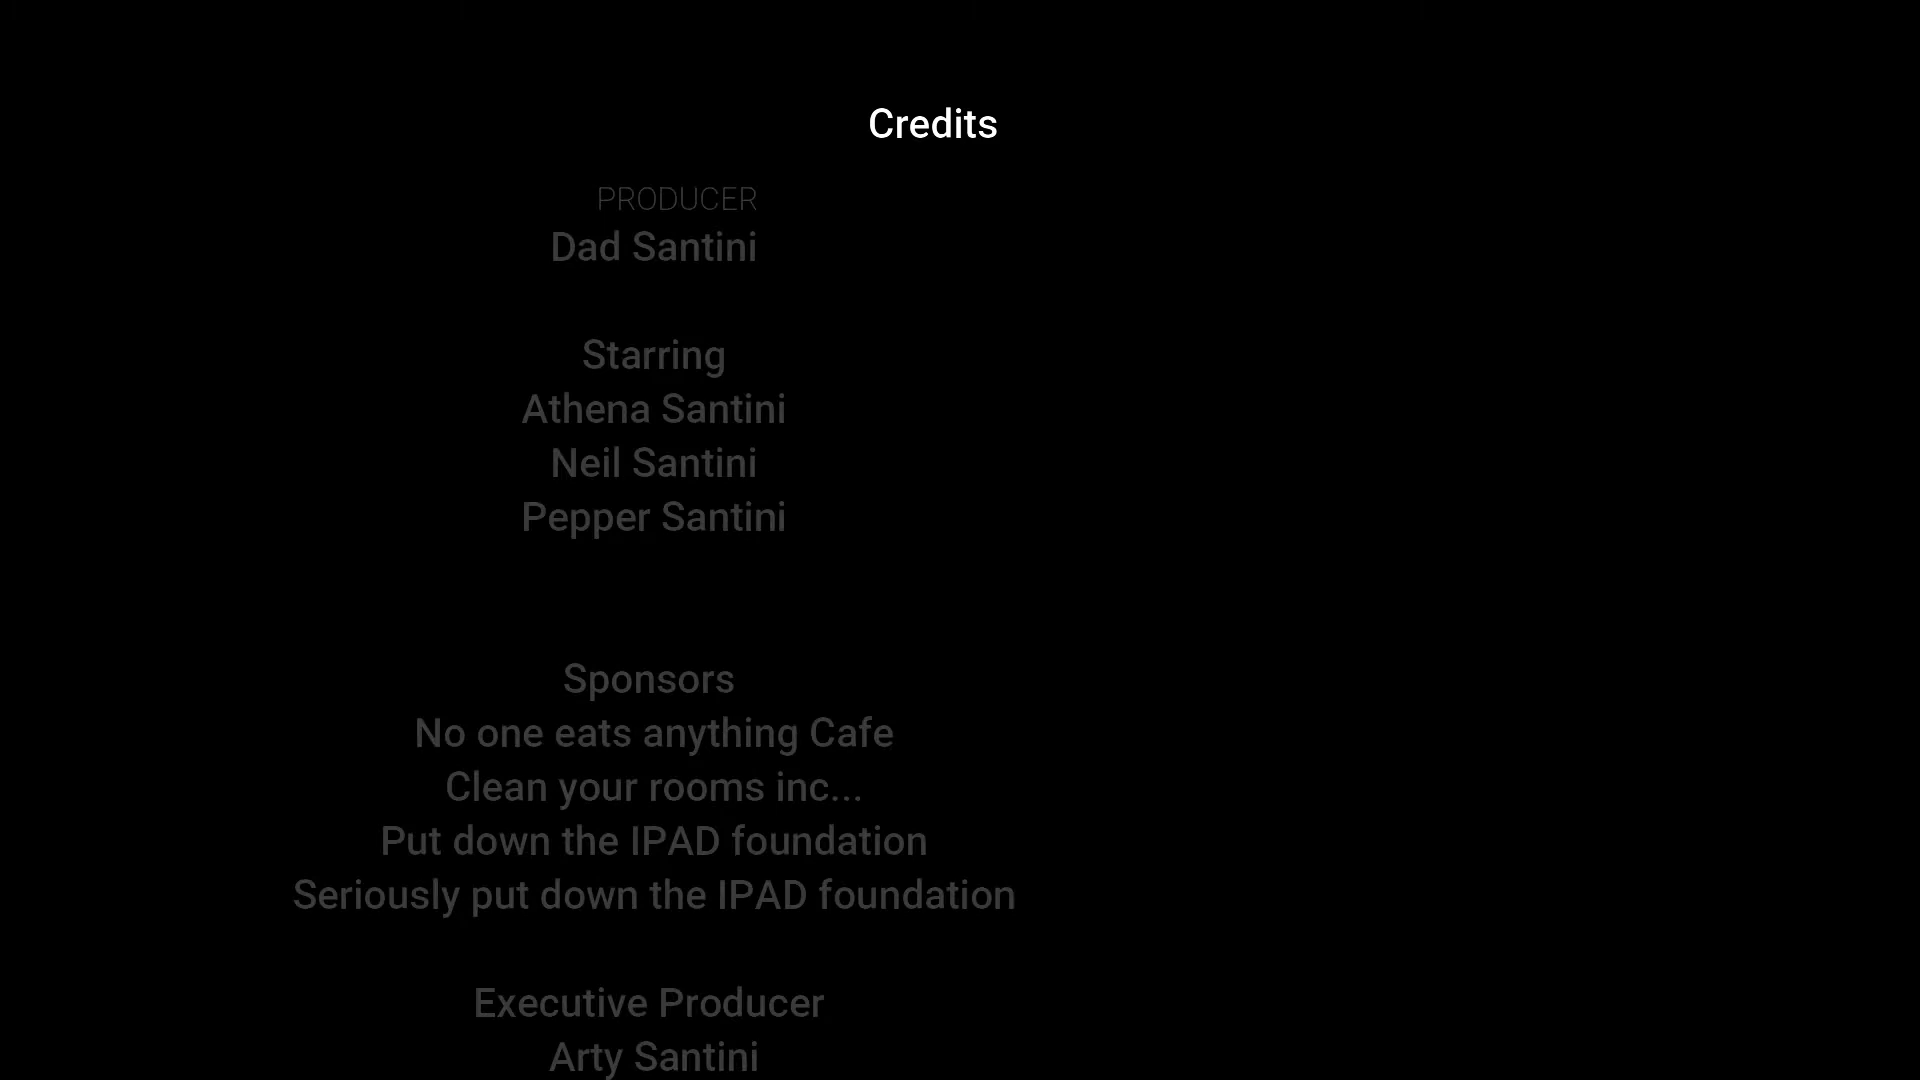 Credits
PRODUCER
Dad Santini
Starring
Athena Santini
Neil Santini
Pepper Santini
Sponsors
No one eats anything Cafe
Clean your rooms inc...
Put down the IPAD foundation
Seriously put down the IPAD foundation
Executive Producer
Arty Santini